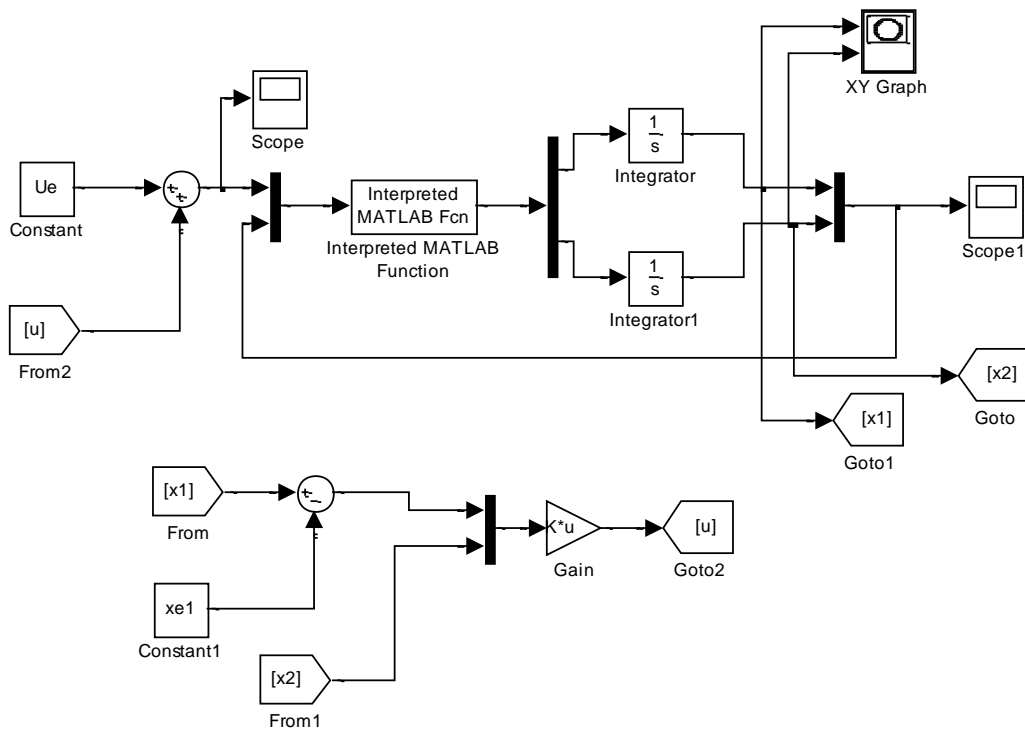 XY Graph
Scope
Ue
Constant
+
+
Interpreted
MATLAB Fcn
Interpreted MATLAB
Function
1
s
Integrator
1
s
Integrator1
Scope1
[u]
From2
[x2]
Goto
[x1]
Goto1
[x1]
From
+
−
xe1
Constant1
K*u
Gain
[u]
Goto2
[x2]
From1